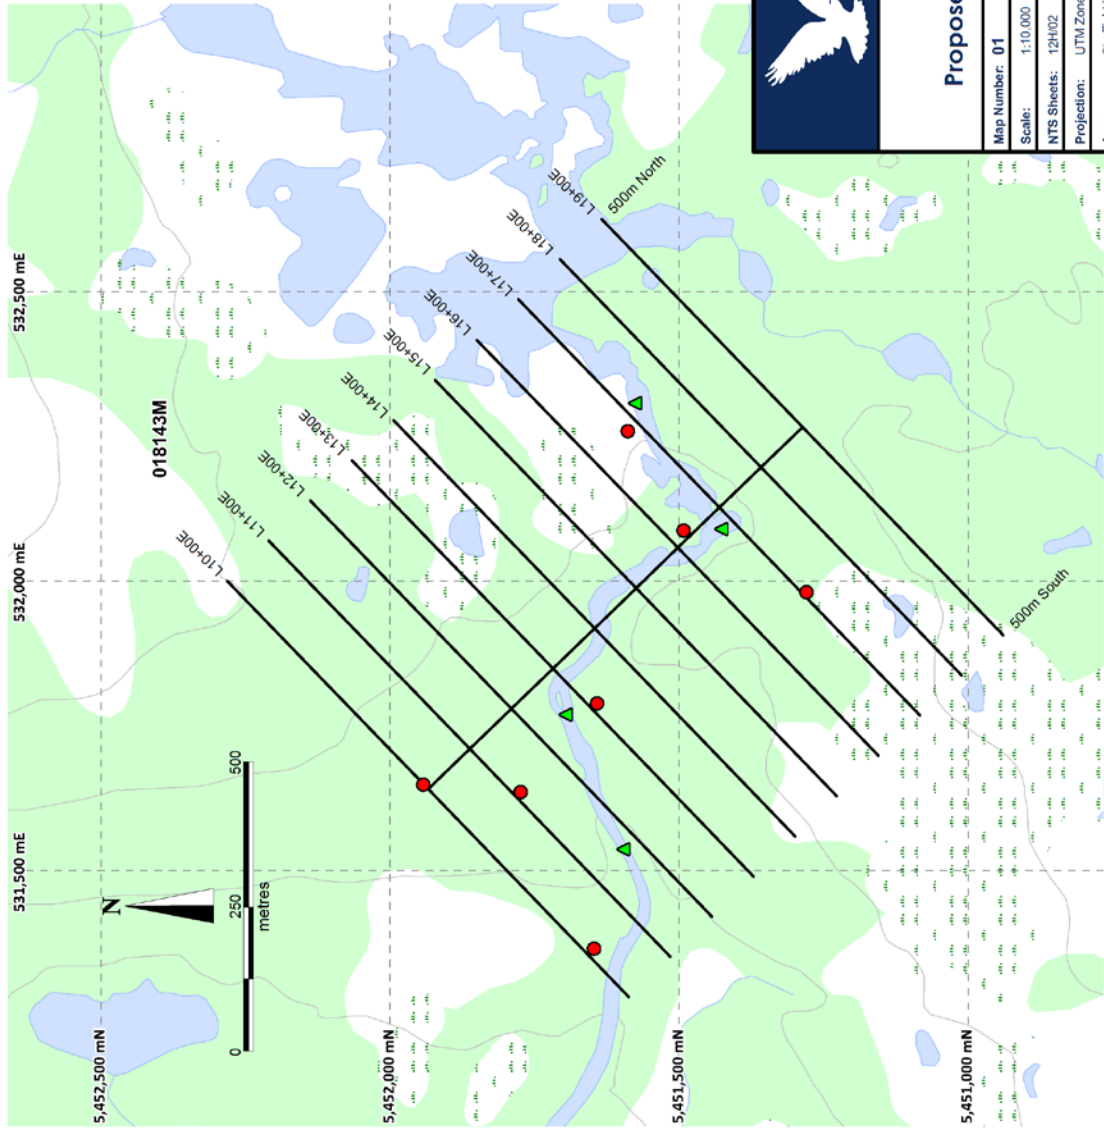 532,500 mE
532,000 mE
531,500 mE
018143M
5,452,500 mN
5,452,000 mN
5,451,500 mN
5,451,000 mN
N
0
250
500
metres
L10+00E
L11+00E
L12+00E
L13+00E
L14+00E
L15+00E
L16+00E
L17+00E
L18+00E
L19+00E
500m North
500m South
Propose
Map Number: 01
Scale: 1:10,000
NTS Sheets: 12H/02
Projection: UTM Zone